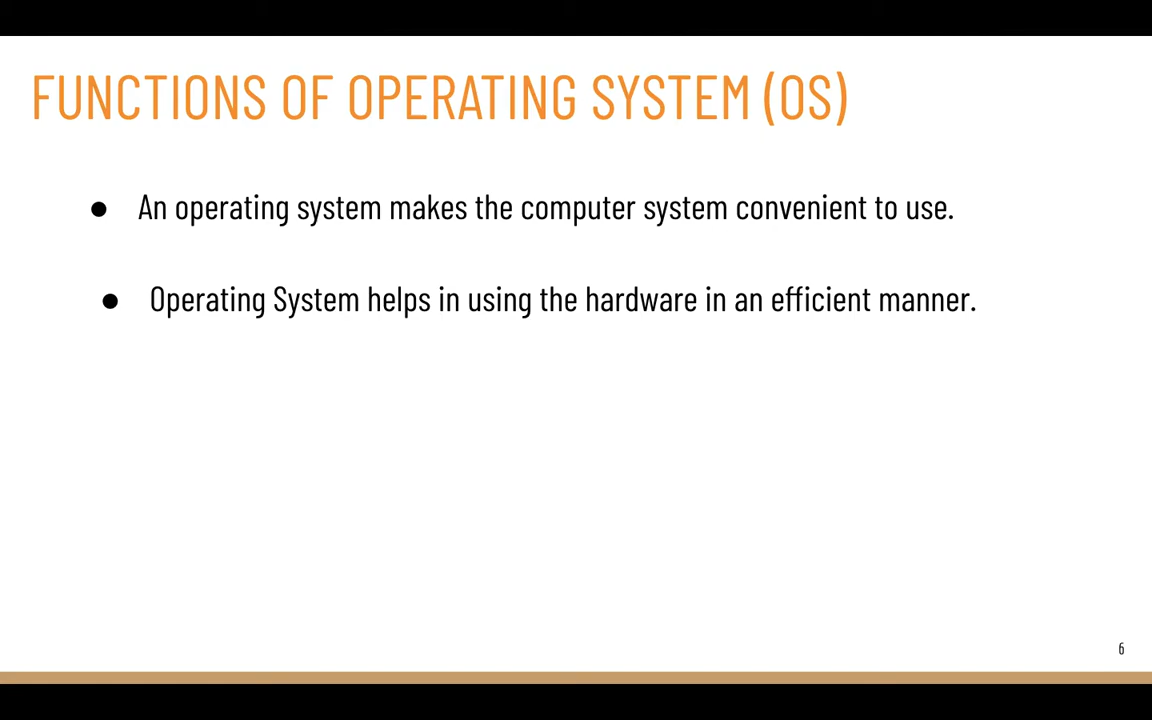 FUNCTIONS OF OPERATING SYSTEM (OS)
● An operating system makes the computer system convenient to use.
● Operating System helps in using the hardware in an efficient manner.
6